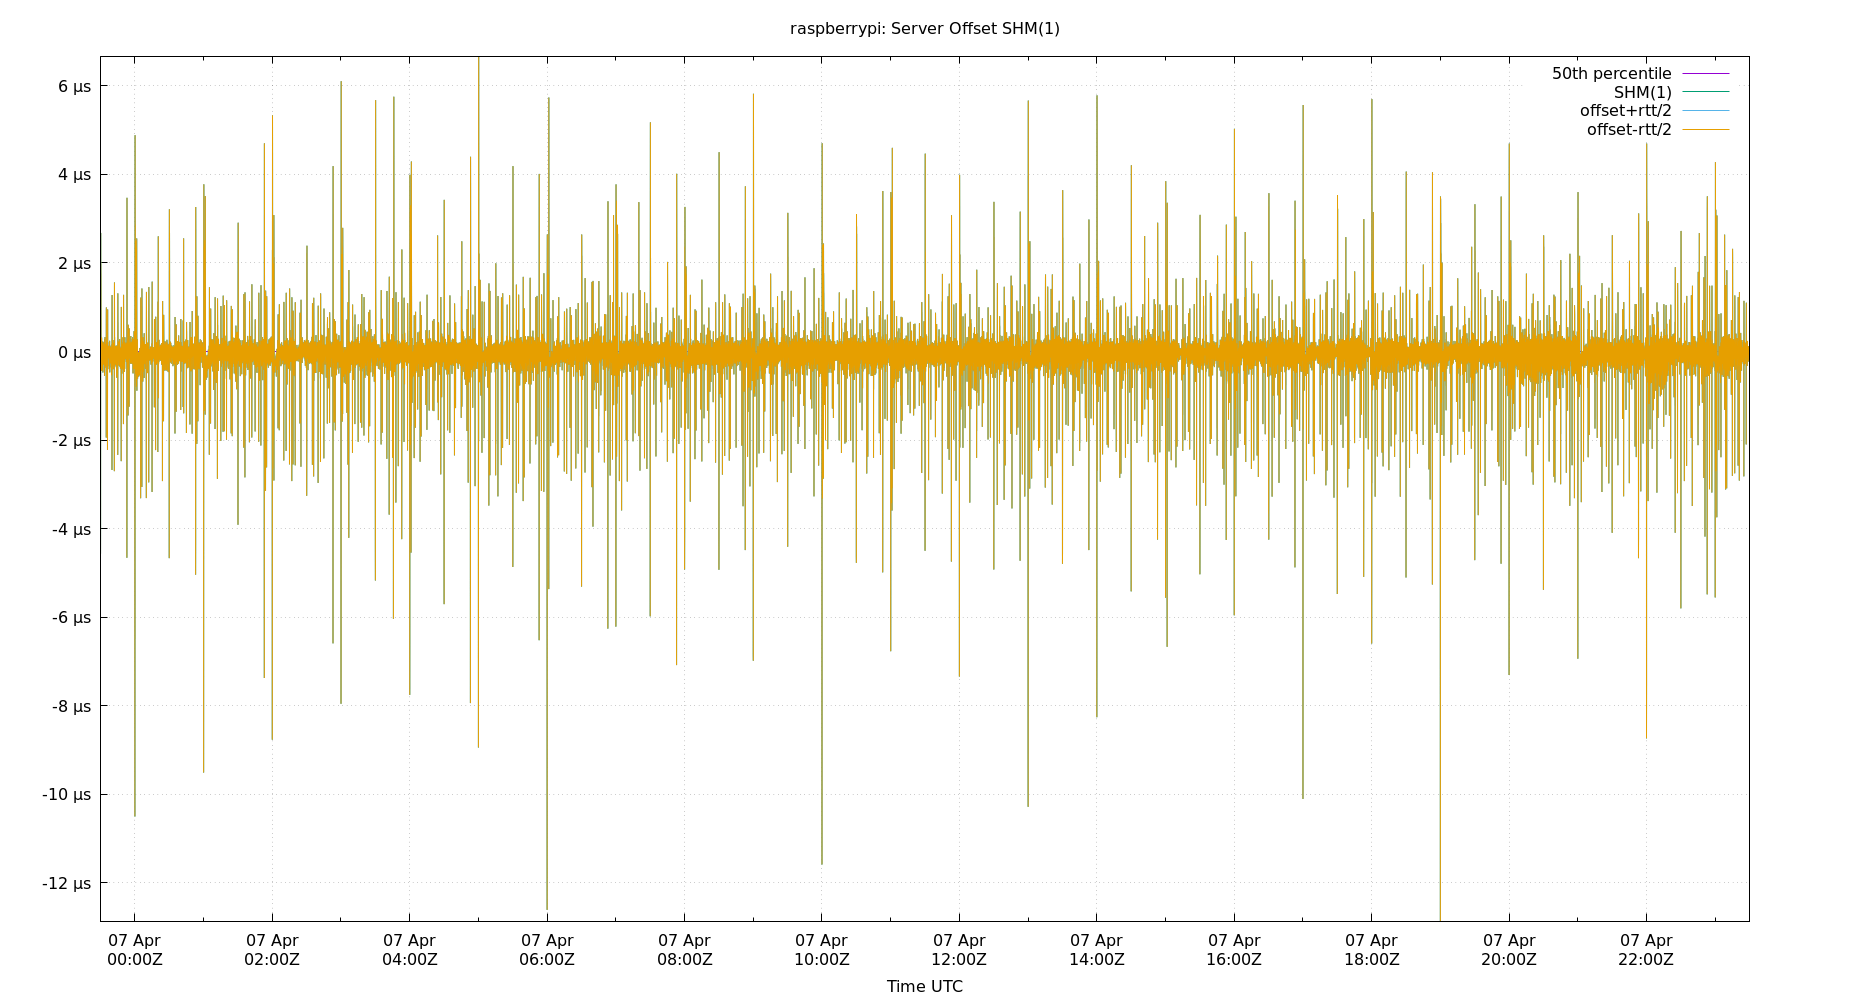 raspberrypi: Server Offset SHM(1)
50th percentile
SHM(1)
offset+rtt/2
offset-rtt/2
6 µs
4 µs
2 µs
0 µs
-2 µs
-4 µs
-6 µs
-8 µs
-10 µs
-12 µs
07 Apr 07 Apr 07 Apr 07 Apr 07 Apr 07 Apr 07 Apr 07 Apr 07 Apr 07 Apr 07 Apr 07 Apr
00:00Z 02:00Z 04:00Z 06:00Z 08:00Z 10:00Z 12:00Z 14:00Z 16:00Z 18:00Z 20:00Z 22:00Z
Time UTC